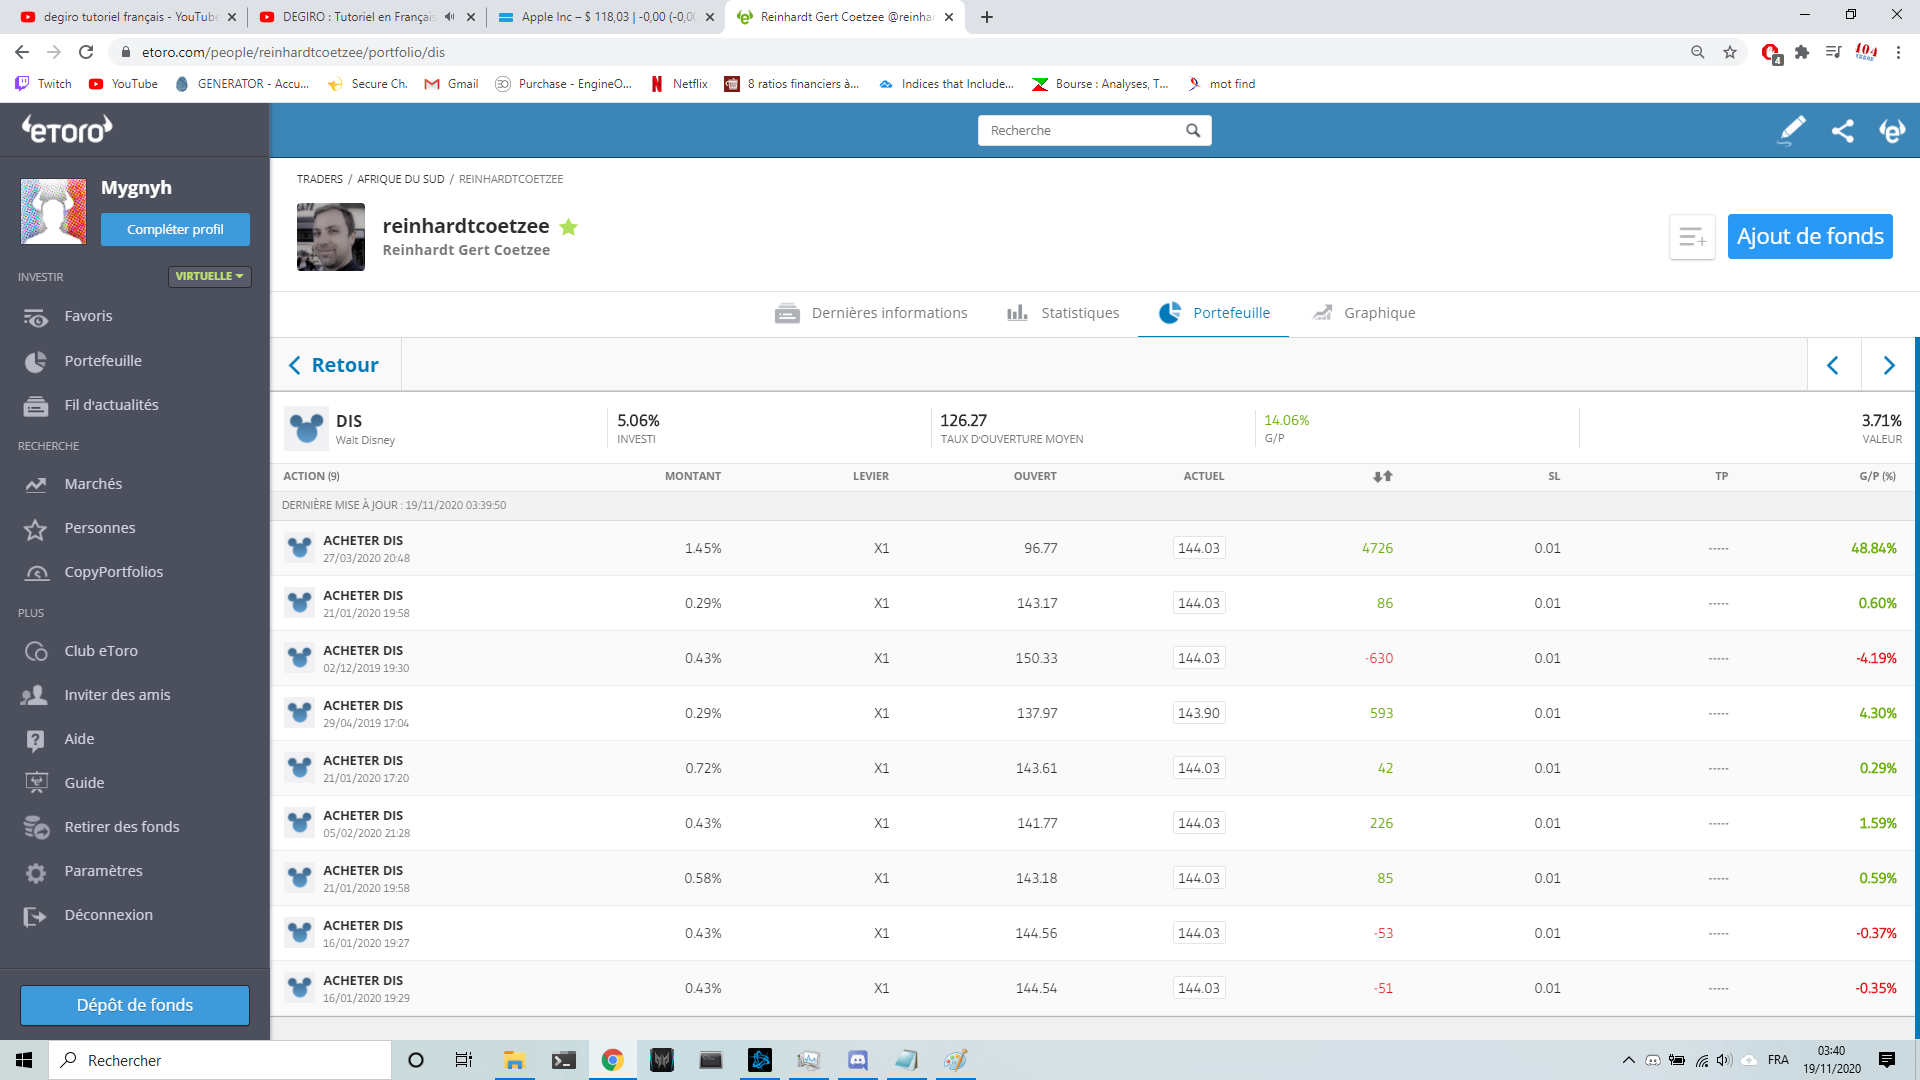 degiro tutoriel français - YouTube
DEGIRO : Tutoriel en Français
Apple Inc – $ 118,03 | -0,00 (-0,00
Reinhardt Gert Coetzee @reinhar
etoro.com/people/reinhardtcoetzee/portfolio/dis
4
Twitch
YouTube
GENERATOR - Accu...
Secure Ch.
Gmail
Purchase - EngineO...
Netflix
8 ratios financiers à...
Indices that Include...
Bourse : Analyses, T...
mot find
eTORO
Recherche
Mygnyh
Compléter profil
INVESTIR
VIRTUELLE
Favoris
Portefeuille
Fil d'actualités
RECHERCHE
Marchés
Personnes
CopyPortfolios
PLUS
Club eToro
Inviter des amis
Aide
Guide
Retirer des fonds
Paramètres
Déconnexion
Dépôt de fonds
TRADERS / AFRIQUE DU SUD / REINHARDTCOETZEE
reinhardtcoetzee
Reinhardt Gert Coetzee
Ajout de fonds
Dernières informations
Statistiques
Portefeuille
Graphique
Retour
DIS 5.06% 126.27 14.06% 3.71%
Walt Disney INVESTI TAUX D'OUVERTURE MOYEN G/P VALEUR
ACTION (9) MONTANT LEVIER OUVERT ACTUEL SL TP G/P (%)
DERNIÈRE MISE À JOUR : 19/11/2020 03:39:50
ACHETER DIS
27/03/2020 20:48
1.45% X1 96.77 144.03 4726 0.01 ----- 48.84%
ACHETER DIS
21/01/2020 19:58
0.29% X1 143.17 144.03 86 0.01 ----- 0.60%
ACHETER DIS
02/12/2019 19:30
0.43% X1 150.33 144.03 -630 0.01 ----- -4.19%
ACHETER DIS
29/04/2019 17:04
0.29% X1 137.97 143.90 593 0.01 ----- 4.30%
ACHETER DIS
21/01/2020 17:20
0.72% X1 143.61 144.03 42 0.01 ----- 0.29%
ACHETER DIS
05/02/2020 21:28
0.43% X1 141.77 144.03 226 0.01 ----- 1.59%
ACHETER DIS
21/01/2020 19:58
0.58% X1 143.18 144.03 85 0.01 ----- 0.59%
ACHETER DIS
16/01/2020 19:27
0.43% X1 144.56 144.03 -53 0.01 ----- -0.37%
ACHETER DIS
16/01/2020 19:29
0.43% X1 144.54 144.03 -51 0.01 ----- -0.35%
Rechercher
FRA
03:40
19/11/2020